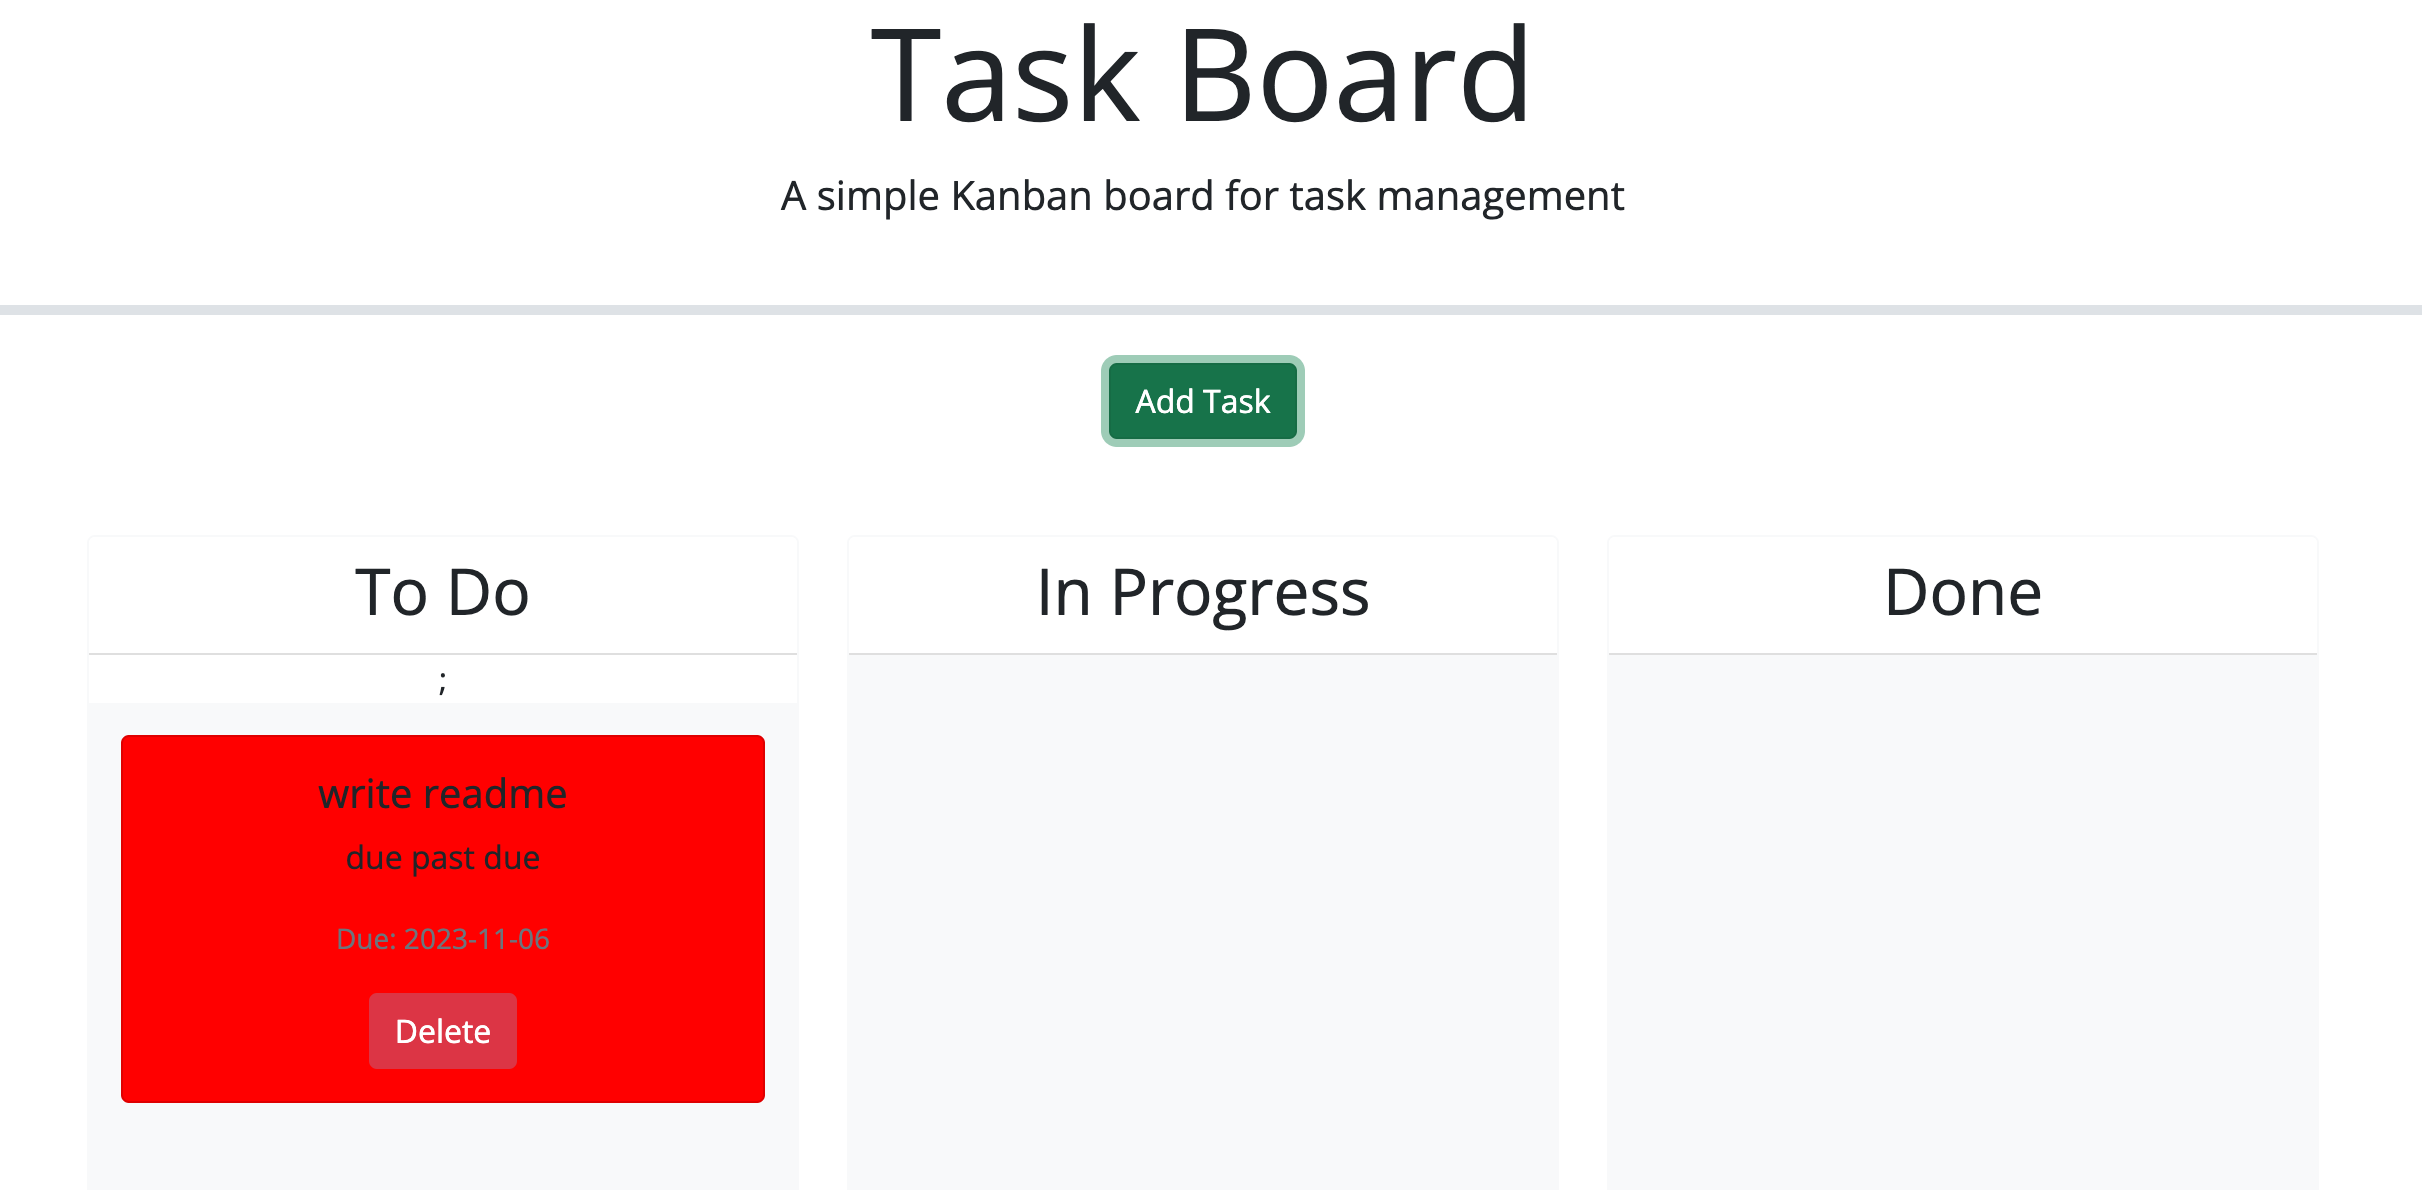 Task Board
A simple Kanban board for task management
Add Task
To Do
;
write readme
due past due
Due: 2023-11-06
Delete
In Progress
Done